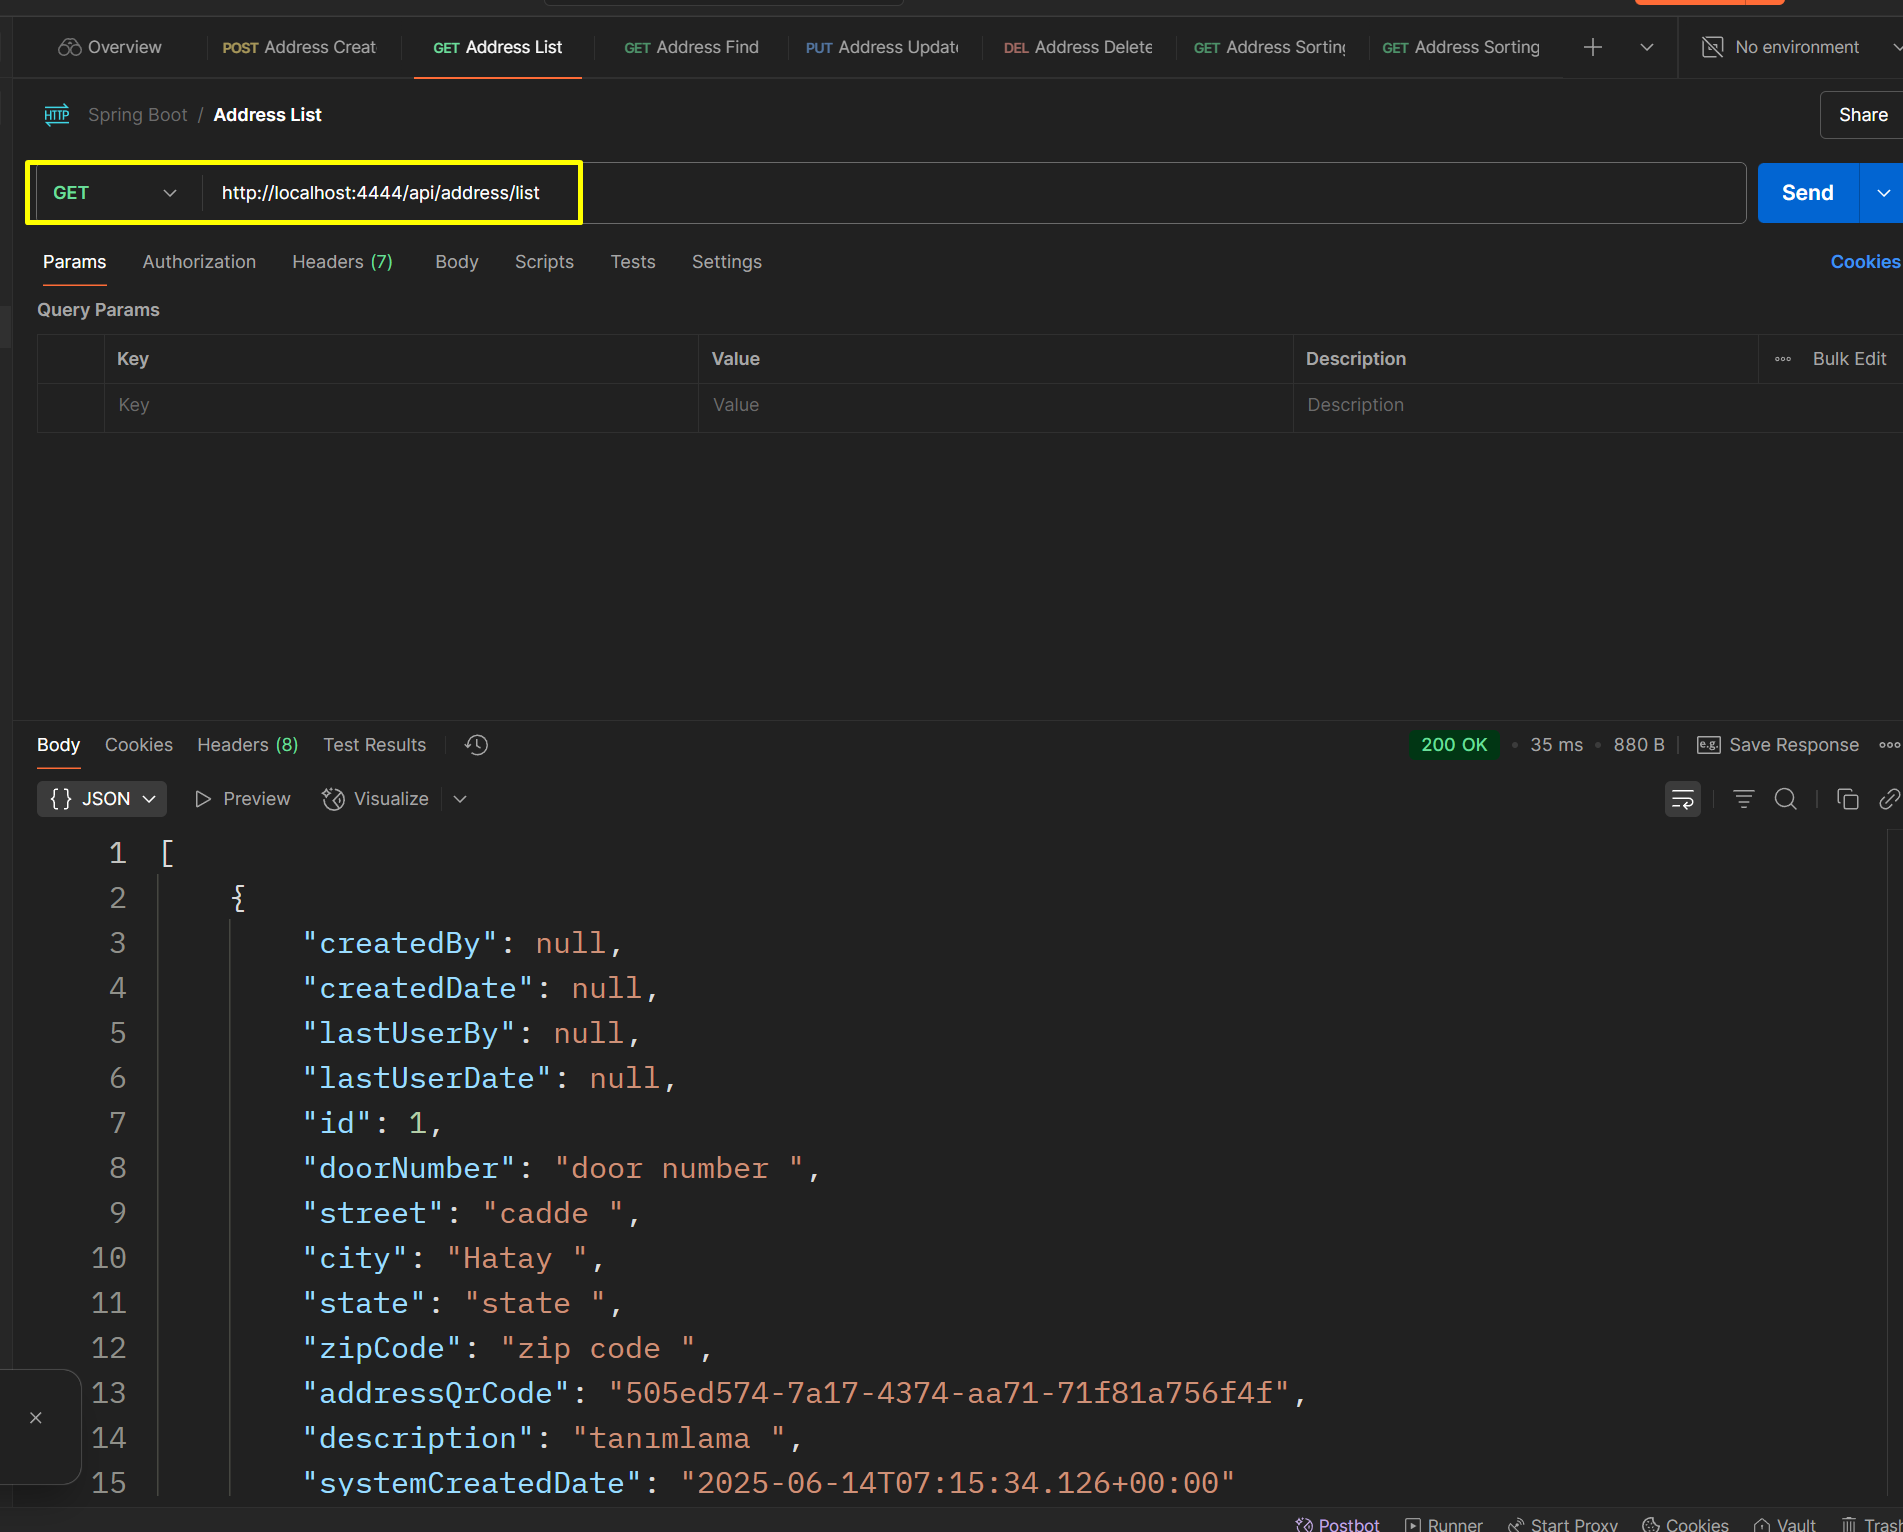 Overview POST Address Creat GET Address List GET Address Find PUT Address Updat DEL Address Delete GET Address Sorting GET Address Sorting No environment
HTTP Spring Boot / Address List Share
GET http://localhost:4444/api/address/list Send
Params Authorization Headers (7) Body Scripts Tests Settings Cookies
Query Params
Key Value Description Bulk Edit
Key Value Description
Body Cookies Headers (8) Test Results 200 OK • 35 ms • 880 B e.g. Save Response
{} JSON Preview Visualize
1 [
2 {
3 "createdBy": null,
4 "createdDate": null,
5 "lastUserBy": null,
6 "lastUserDate": null,
7 "id": 1,
8 "doorNumber": "door number ",
9 "street": "cadde ",
10 "city": "Hatay ",
11 "state": "state ",
12 "zipCode": "zip code ",
13 "addressQrCode": "505ed574-7a17-4374-aa71-71f81a756f4f",
14 "description": "tanımlama ",
15 "systemCreatedDate": "2025-06-14T07:15:34.126+00:00"
Postbot Runner Start Proxy Cookies Vault Tras